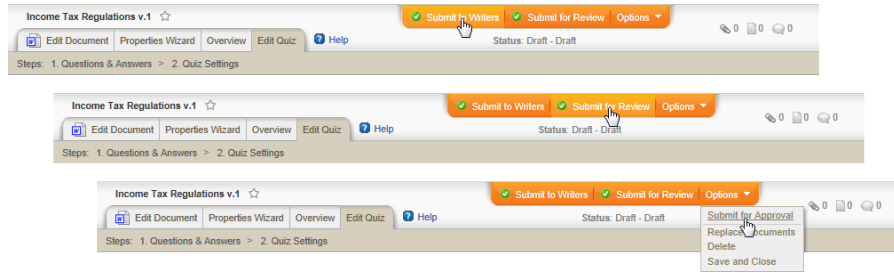 Income Tax Regulations v.1
Submit to Writers Submit for Review Options
Edit Document Properties Wizard Overview Edit Quiz Help
Status: Draft - Draft
0 0 0
Steps: 1. Questions & Answers > 2. Quiz Settings
Income Tax Regulations v.1
Submit to Writers Submit for Review Options
Edit Document Properties Wizard Overview Edit Quiz Help
Status: Draft - Draft
0 0 0
Steps: 1. Questions & Answers > 2. Quiz Settings
Income Tax Regulations v.1
Submit to Writers Submit for Review Options
Edit Document Properties Wizard Overview Edit Quiz Help
Status: Draft - Draft
0 0 0
Steps: 1. Questions & Answers > 2. Quiz Settings
Submit for Approval
Replace Documents
Delete
Save and Close